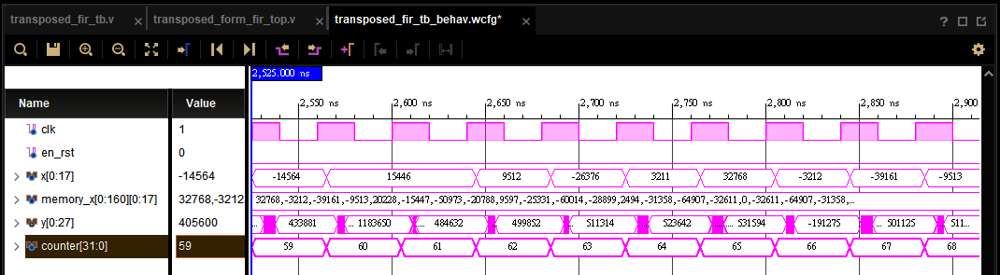 transposed_fir_tb.v × transposed_form_fir_top.v × transposed_fir_tb_behav.wcfg* ×
? 
2,525.000 ns
Name Value
2,550 ns 2,600 ns 2,650 ns 2,700 ns 2,750 ns 2,800 ns 2,850 ns 2,900
clk 1
en_rst 0
x[0:17] -14564 -14564 15446 9512 -26376 3211 32768 -3212 -39161 -9513
memory_x[0:160][0:17] 32768,-3212 32768,-3212,-39161,-9513,20228,-15447,-50973,-20788,9597,-25331,-60014,-28899,2494,-31358,-64907,-32611,0,-32611,-64907,-31358,...
y[0:27] 405600 ... 433881 ... 1183650 ... 484632 ... 499852 ... 511314 523642 531594 -191275 501125 511...
counter[31:0] 59 59 60 61 62 63 64 65 66 67 68